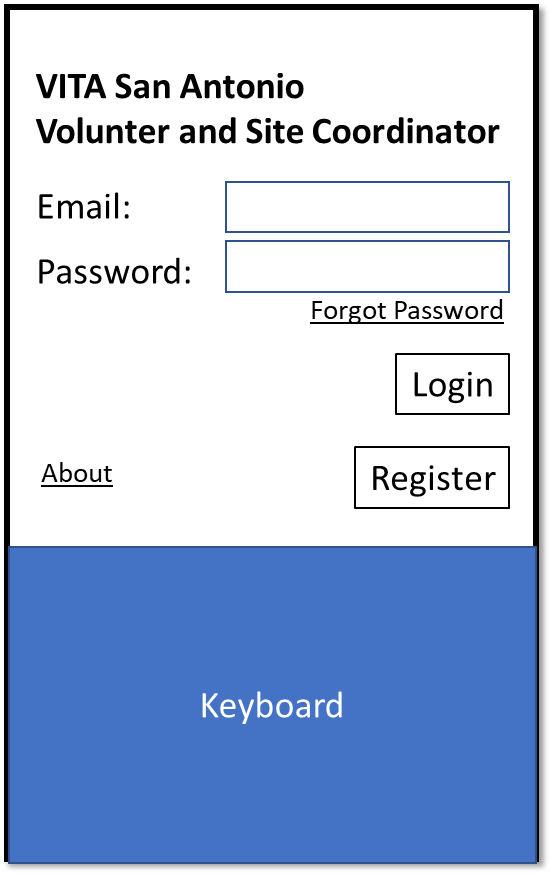 VITA San Antonio
Volunter and Site Coordinator
Email:
Password:
Forgot Password
Login
About
Register
Keyboard